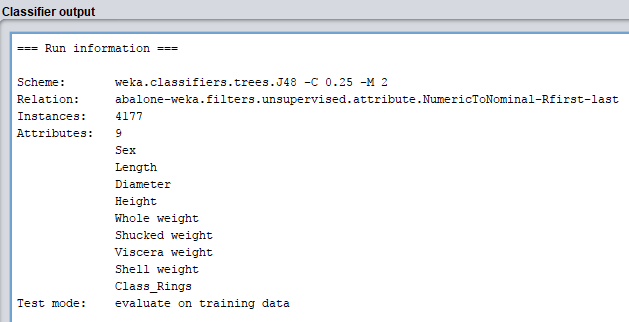 Classifier output
=== Run information ===
Scheme: weka.classifiers.trees.J48 -C 0.25 -M 2
Relation: abalone-weka.filters.unsupervised.attribute.NumericToNominal-Rfirst-last
Instances: 4177
Attributes: 9
Sex
Length
Diameter
Height
Whole weight
Shucked weight
Viscera weight
Shell weight
Class_Rings
Test mode: evaluate on training data